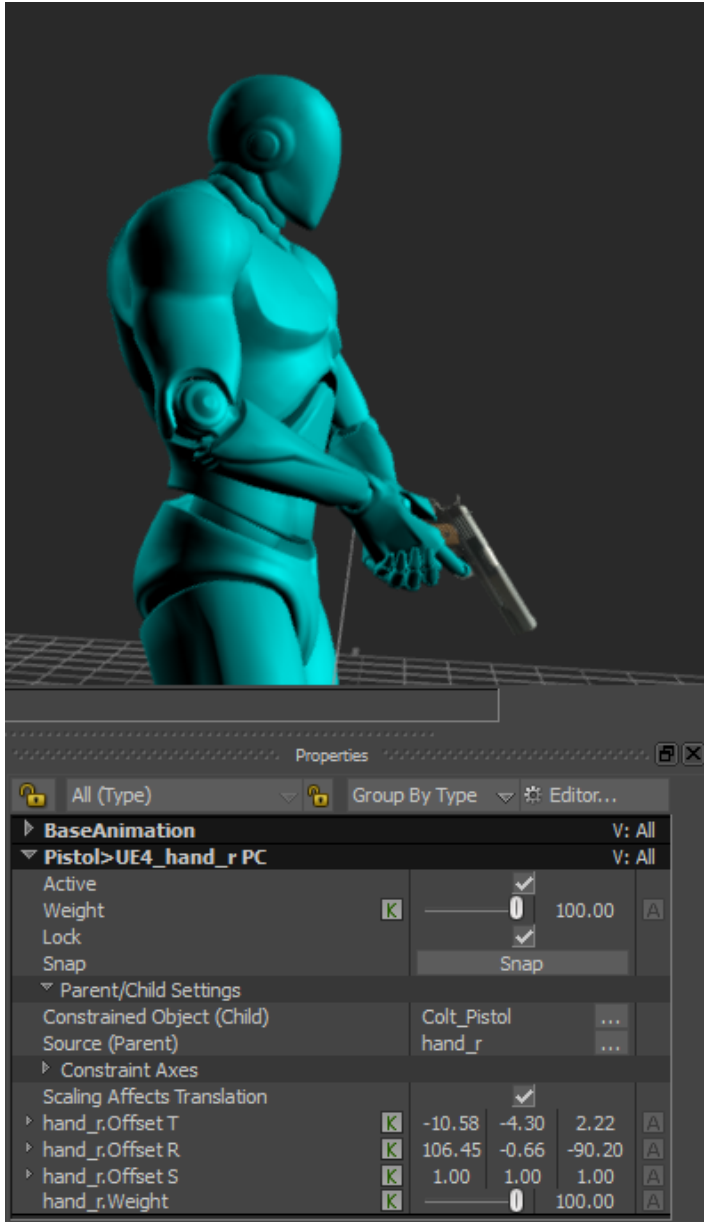 Properties
All (Type) Group By Type Editor...
BaseAnimation V: All
Pistol>UE4_hand_r PC V: All
Active
Weight K 100.00 A
Lock
Snap Snap
Parent/Child Settings
Constrained Object (Child) Colt_Pistol ...
Source (Parent) hand_r ...
Constraint Axes
Scaling Affects Translation
hand_r.Offset T K -10.58 -4.30 2.22 A
hand_r.Offset R K 106.45 -0.66 -90.20 A
hand_r.Offset S K 1.00 1.00 1.00 A
hand_r.Weight K 100.00 A